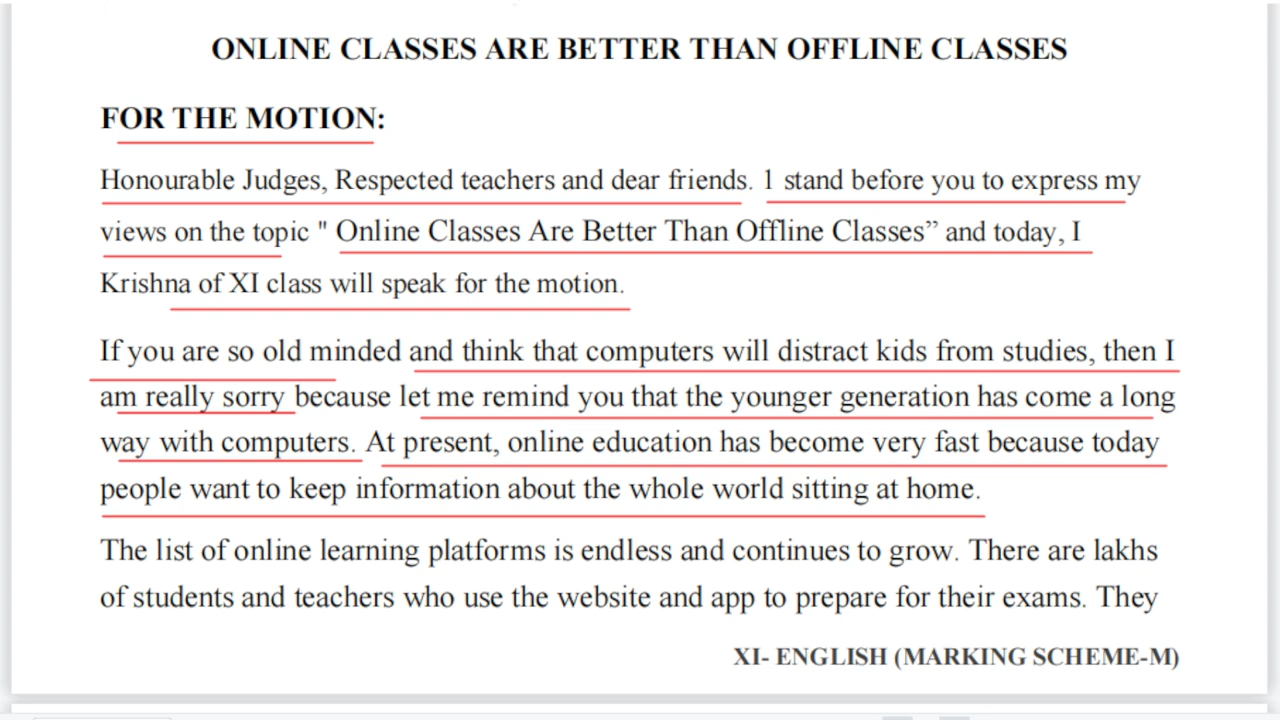 ONLINE CLASSES ARE BETTER THAN OFFLINE CLASSES
FOR THE MOTION:
Honourable Judges, Respected teachers and dear friends. 1 stand before you to express my
views on the topic " Online Classes Are Better Than Offline Classes” and today, I
Krishna of XI class will speak for the motion.
If you are so old minded and think that computers will distract kids from studies, then I
am really sorry because let me remind you that the younger generation has come a long
way with computers. At present, online education has become very fast because today
people want to keep information about the whole world sitting at home.
The list of online learning platforms is endless and continues to grow. There are lakhs
of students and teachers who use the website and app to prepare for their exams. They
XI- ENGLISH (MARKING SCHEME-M)